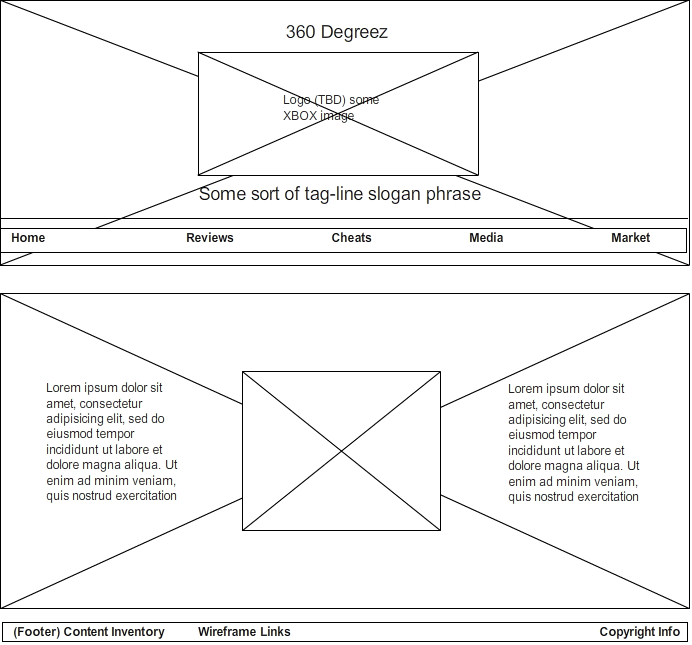 360 Degreez
Logo (TBD) some
XBOX image
Some sort of tag-line slogan phrase
Home Reviews Cheats Media Market
Lorem ipsum dolor sit
amet, consectetur
adipisicing elit, sed do
eiusmod tempor
incididunt ut labore et
dolore magna aliqua. Ut
enim ad minim veniam,
quis nostrud exercitation
Lorem ipsum dolor sit
amet, consectetur
adipisicing elit, sed do
eiusmod tempor
incididunt ut labore et
dolore magna aliqua. Ut
enim ad minim veniam,
quis nostrud exercitation
(Footer) Content Inventory Wireframe Links Copyright Info